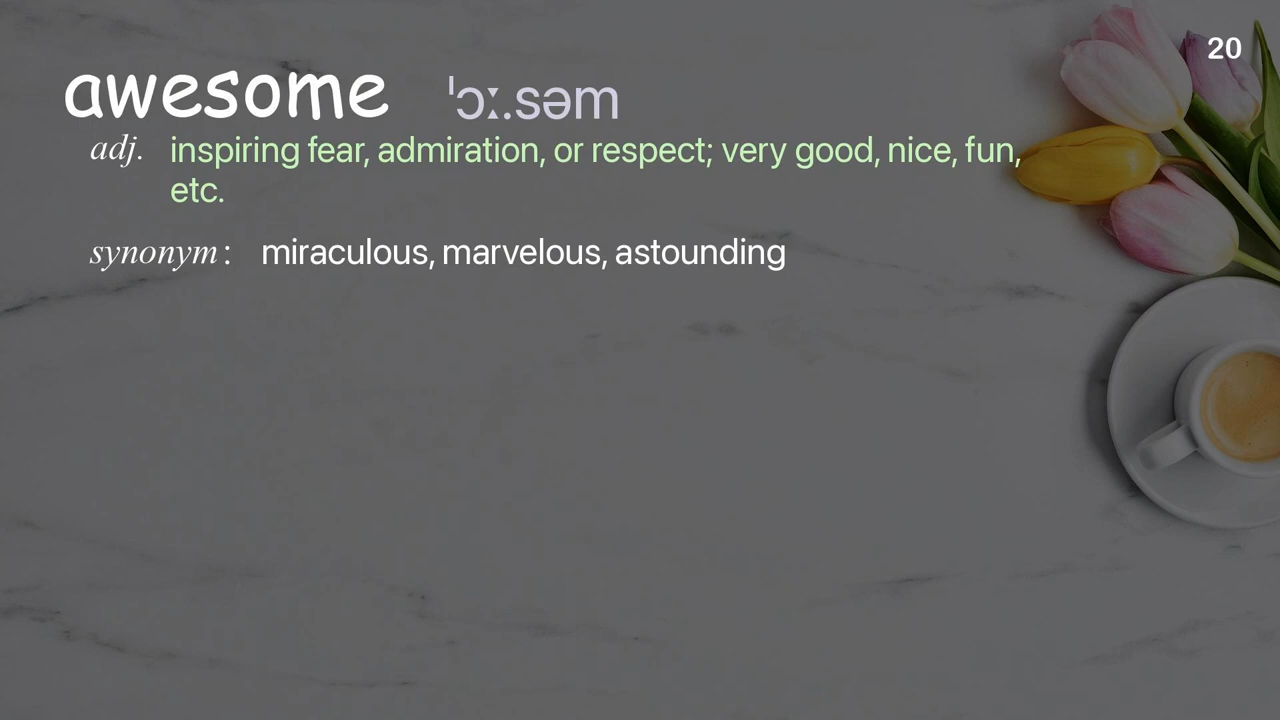 20
awesome ˈɔː.səm
adj. inspiring fear, admiration, or respect; very good, nice, fun,
etc.
synonym : miraculous, marvelous, astounding